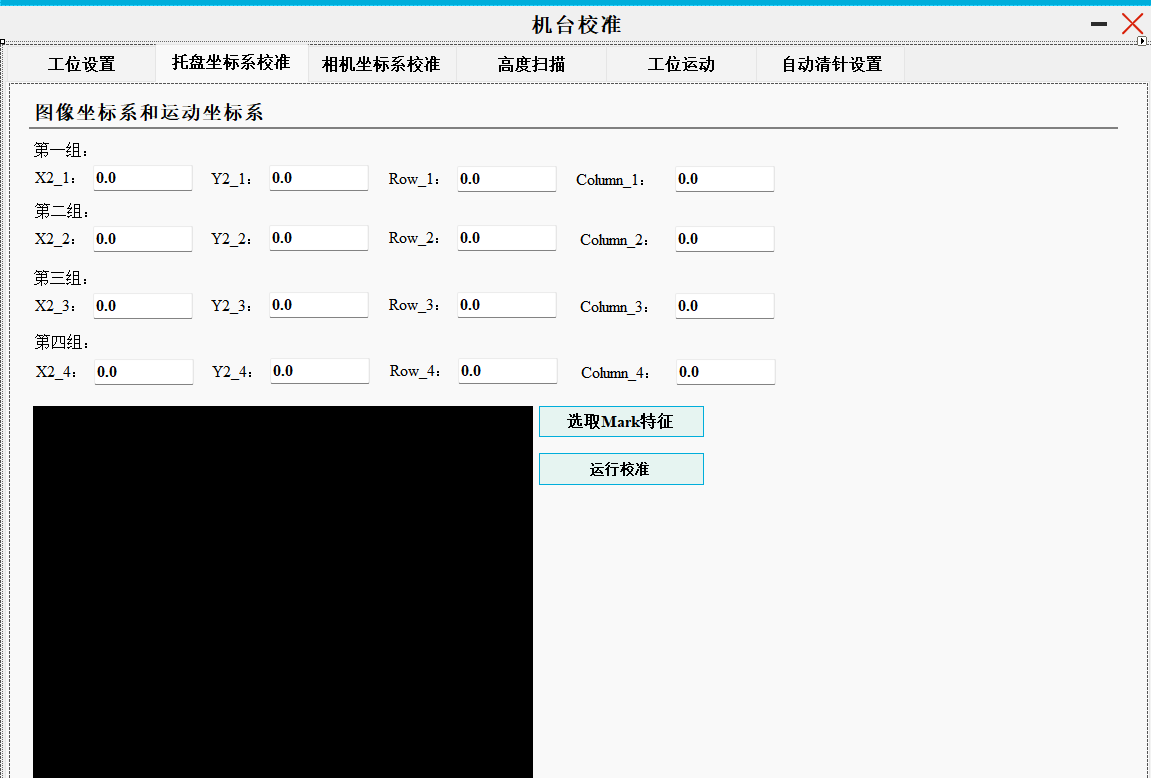 机台校准
工位设置 托盘坐标系校准 相机坐标系校准 高度扫描 工位运动 自动清针设置
图像坐标系和运动坐标系
第一组：
X2_1： 0.0 Y2_1： 0.0 Row_1： 0.0 Column_1： 0.0
第二组：
X2_2： 0.0 Y2_2： 0.0 Row_2： 0.0 Column_2： 0.0
第三组：
X2_3： 0.0 Y2_3： 0.0 Row_3： 0.0 Column_3： 0.0
第四组：
X2_4： 0.0 Y2_4： 0.0 Row_4： 0.0 Column_4： 0.0
选取Mark特征
运行校准